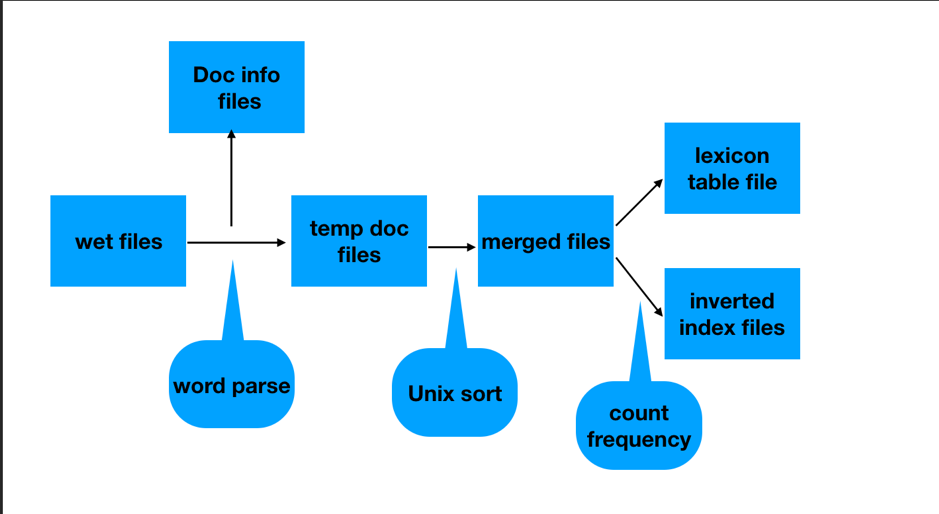 Doc info
files
wet files
temp doc
files
merged files
lexicon
table file
inverted
index files
word parse
Unix sort
count
frequency